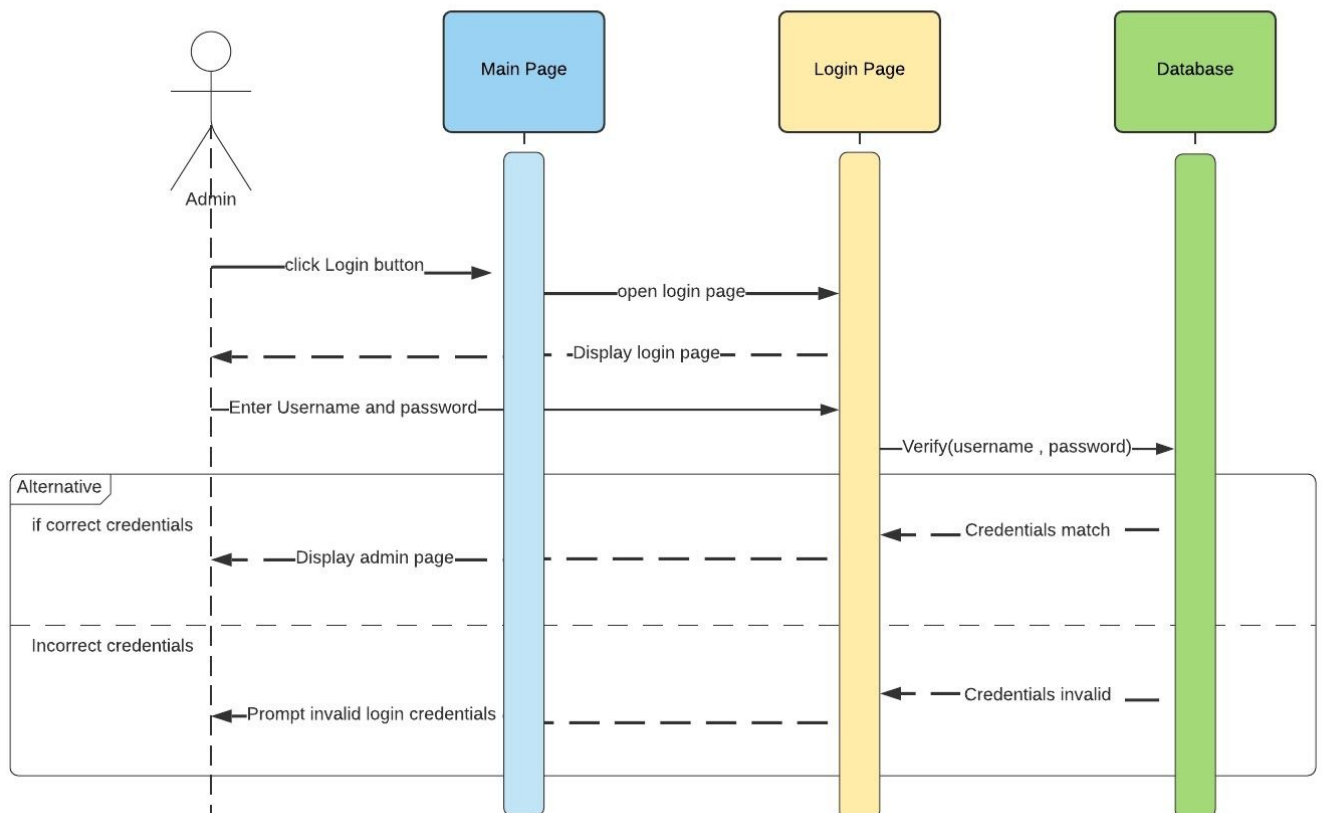 Main Page
Login Page
Database
Admin
click Login button
open login page
Display login page
Enter Username and password
Verify(username , password)
Alternative
if correct credentials
Credentials match
Display admin page
Incorrect credentials
Credentials invalid
Prompt invalid login credentials